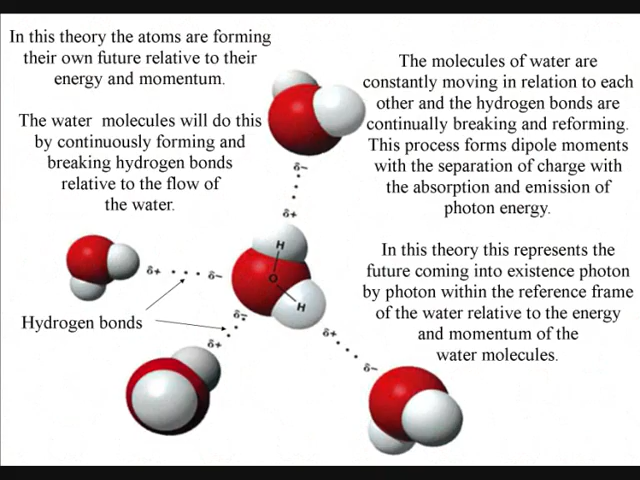 In this theory the atoms are forming
their own future relative to their
energy and momentum.
The water molecules will do this
by continuously forming and
breaking hydrogen bonds
relative to the flow of
the water.
The molecules of water are
constantly moving in relation to each
other and the hydrogen bonds are
continually breaking and reforming.
This process forms dipole moments
with the separation of charge with
the absorption and emission of
photon energy.
In this theory this represents the
future coming into existence photon
by photon within the reference frame
of the water relative to the energy
and momentum of the
water molecules.
δ−
δ+
H
O
H
δ+ δ−
δ−
δ+
δ+
δ−
Hydrogen bonds